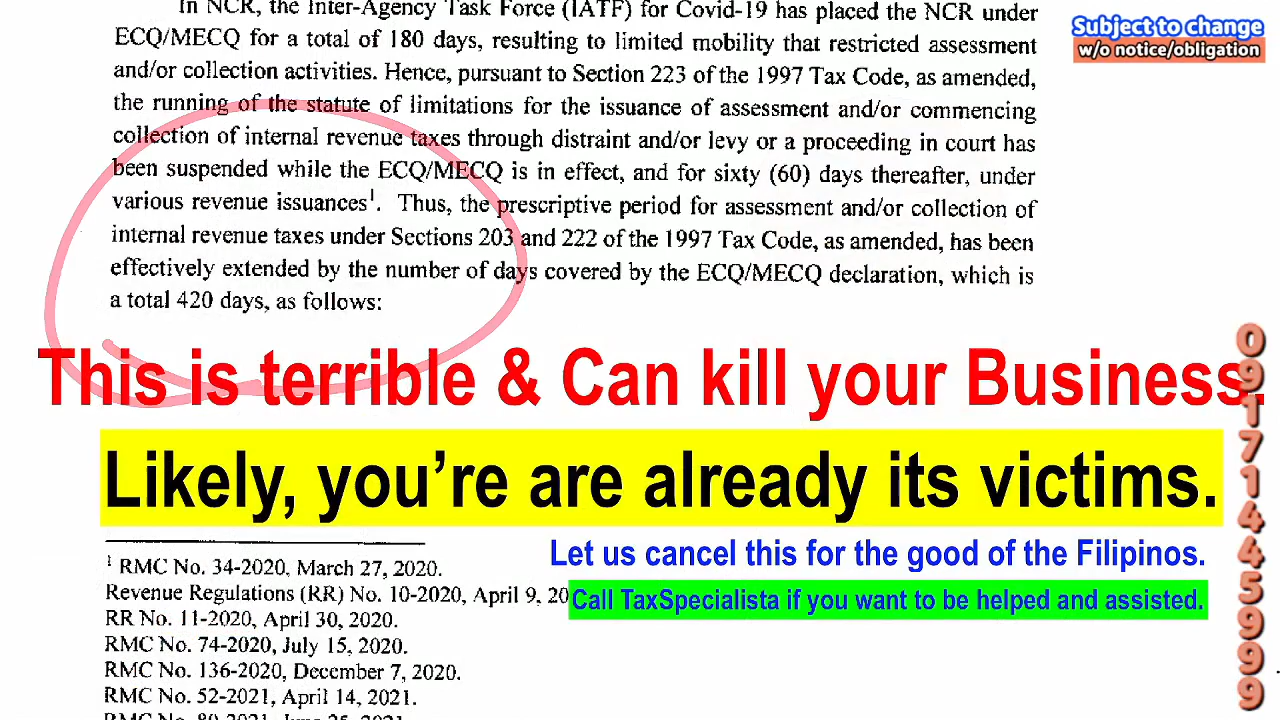 In NCR, the Inter-Agency Task Force (IATF) for Covid-19 has placed the NCR under
ECQ/MECQ for a total of 180 days, resulting to limited mobility that restricted assessment
and/or collection activities. Hence, pursuant to Section 223 of the 1997 Tax Code, as amended,
the running of the statute of limitations for the issuance of assessment and/or commencing
collection of internal revenue taxes through distraint and/or levy or a proceeding in court has
been suspended while the ECQ/MECQ is in effect, and for sixty (60) days thereafter, under
various revenue issuances1. Thus, the prescriptive period for assessment and/or collection of
internal revenue taxes under Sections 203 and 222 of the 1997 Tax Code, as amended, has been
effectively extended by the number of days covered by the ECQ/MECQ declaration, which is
a total 420 days, as follows:
Subject to change
w/o notice/obligation
This is terrible & Can kill your Business.
Likely, you're are already its victims.
Let us cancel this for the good of the Filipinos.
Call TaxSpecialista if you want to be helped and assisted.
1 RMC No. 34-2020, March 27, 2020.
Revenue Regulations (RR) No. 10-2020, April 9, 20
RR No. 11-2020, April 30, 2020.
RMC No. 74-2020, July 15, 2020.
RMC No. 136-2020, December 7, 2020.
RMC No. 52-2021, April 14, 2021.
RMC No. 80-2021, June 25, 2021.
09171445999